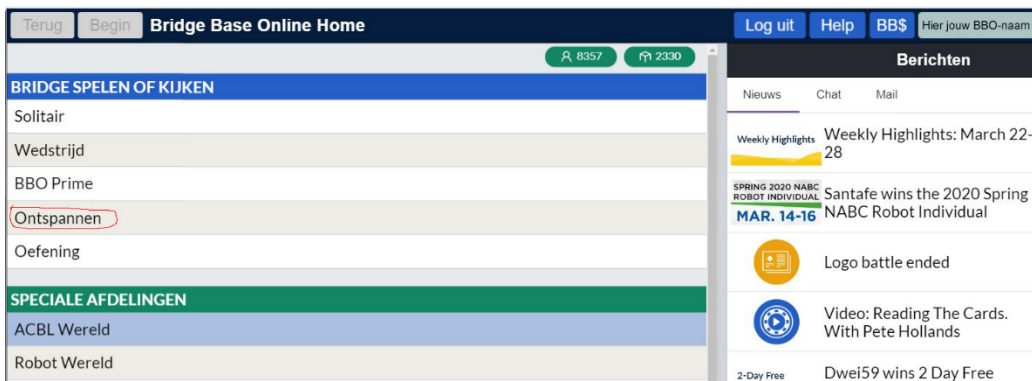 Terug Begin Bridge Base Online Home Log uit Help BB$ Hier jouw BBO-naam
8357 2330
BRIDGE SPELEN OF KIJKEN
Solitair
Wedstrijd
BBO Prime
Ontspannen
Oefening
SPECIALE AFDELINGEN
ACBL Wereld
Robot Wereld
Berichten
Nieuws Chat Mail
Weekly Highlights
Weekly Highlights: March 22-
28
SPRING 2020 NABC
ROBOT INDIVIDUAL
MAR. 14-16
Santafe wins the 2020 Spring
NABC Robot Individual
Logo battle ended
Video: Reading The Cards.
With Pete Hollands
2-Day Free
Dwei59 wins 2 Day Free